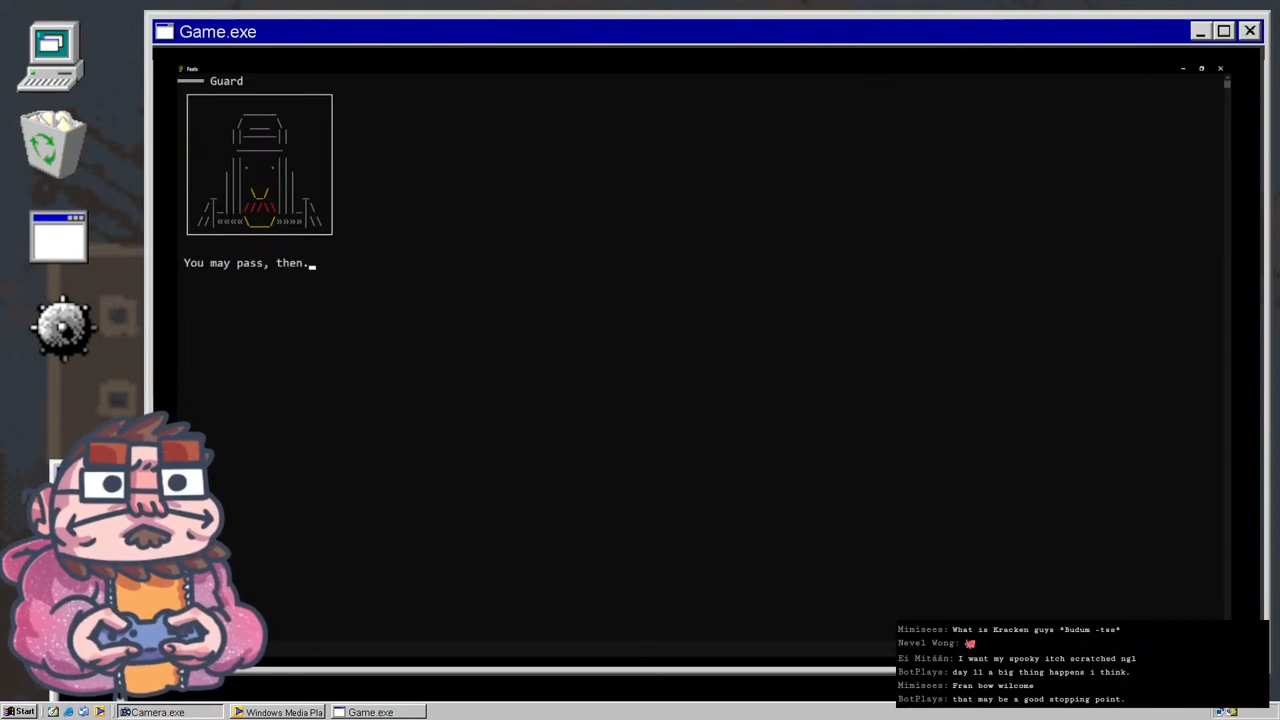 Game.exe
Feelo
Guard
You may pass, then.
Mimisees: What is Kracken guys *Budum -tss*
Nevel Wong:
Ei Mitään: I want my spooky itch scratched ngl
BotPlays: day 11 a big thing happens i think.
Mimisees: Fran bow wilcome
BotPlays: that may be a good stopping point.
Start
Camera.exe
Windows Media Pla
Game.exe